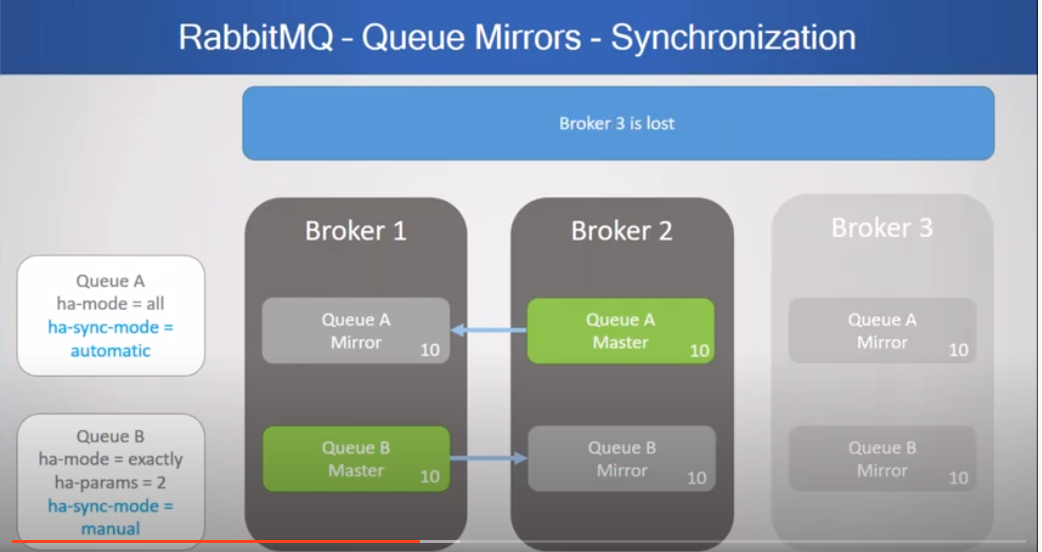 RabbitMQ - Queue Mirrors - Synchronization
Broker 3 is lost
Queue A
ha-mode = all
ha-sync-mode =
automatic
Queue B
ha-mode = exactly
ha-params = 2
ha-sync-mode =
manual
Broker 1
Queue A
Mirror
10
Queue B
Master
10
Broker 2
Queue A
Master
10
Queue B
Mirror
10
Broker 3
Queue A
Mirror
10
Queue B
Mirror
10